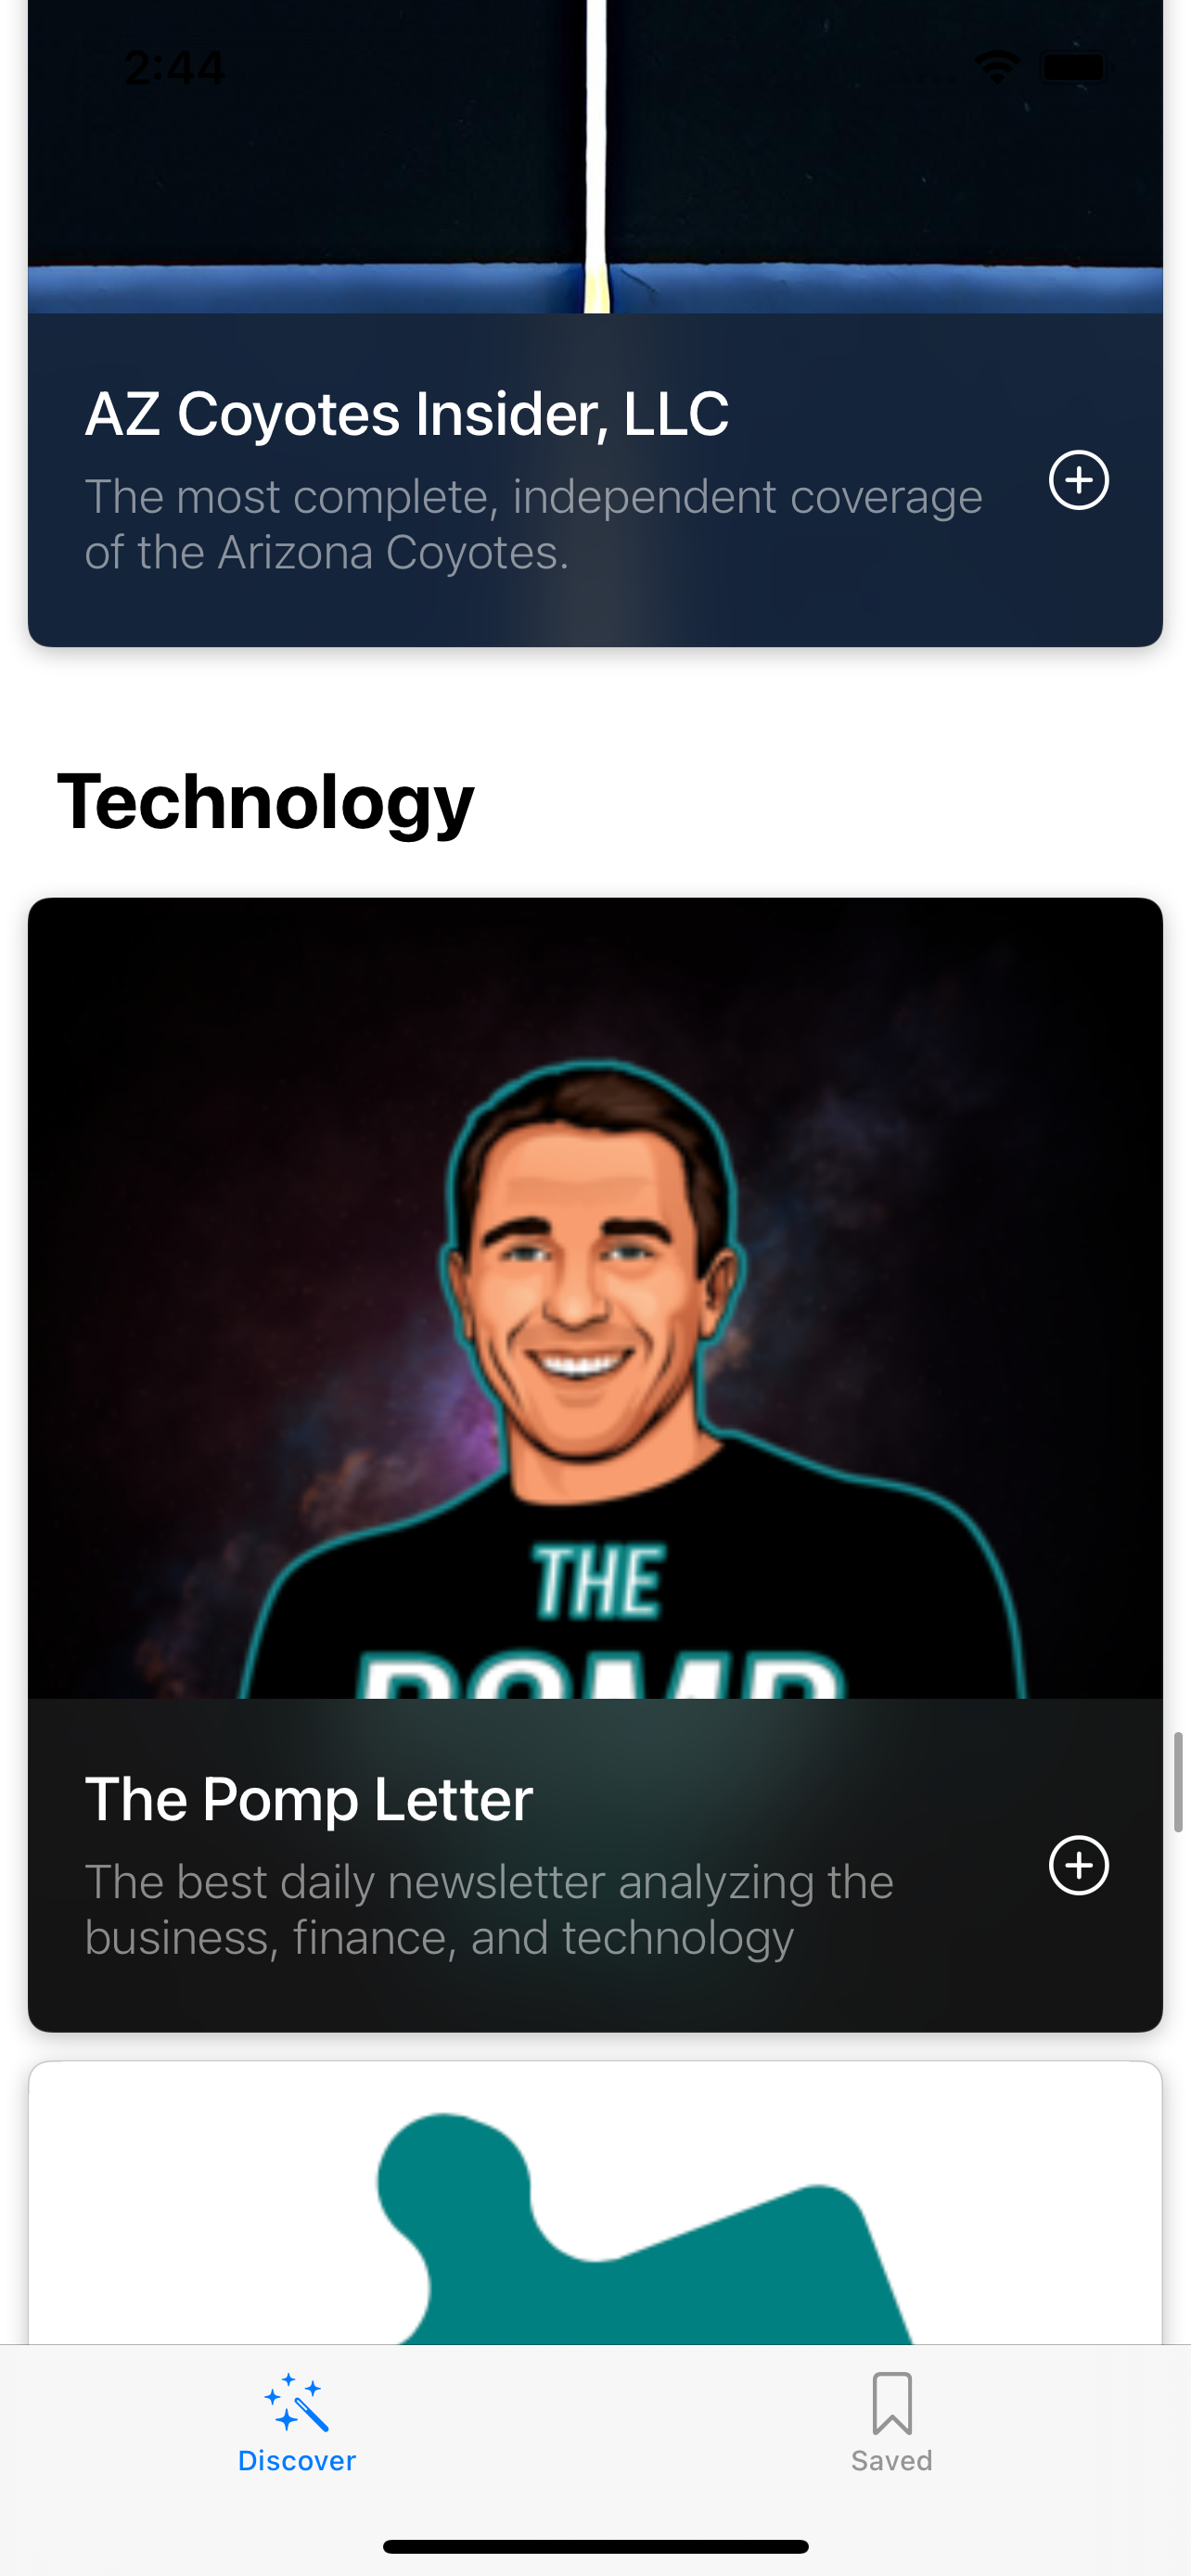 2:44
AZ Coyotes Insider, LLC
The most complete, independent coverage
of the Arizona Coyotes.
Technology
THE
POMP
The Pomp Letter
The best daily newsletter analyzing the
business, finance, and technology
Discover
Saved